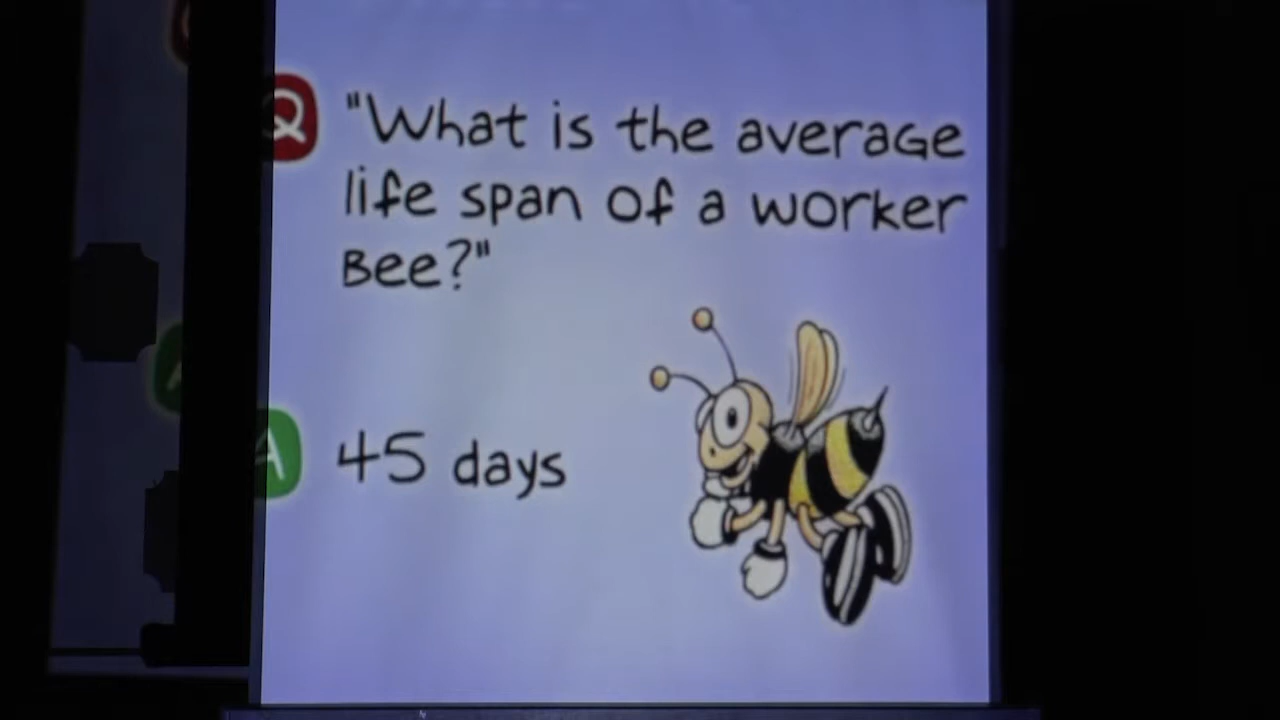 Q "What is the average
life span of a worker
Bee?"
A 45 days